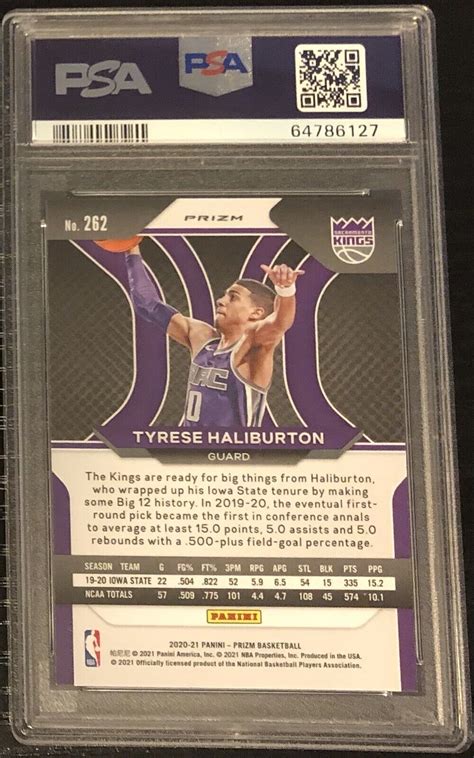 PSA
PSA
64786127
No. 262
PRIZM
SACRAMENTO
KINGS
SAC
0
TYRESE HALIBURTON
GUARD
The Kings are ready for big things from Haliburton,
who wrapped up his Iowa State tenure by making
some Big 12 history. In 2019-20, the eventual first-
round pick became the first in conference annals
to average at least 15.0 points, 5.0 assists and 5.0
rebounds with a .500-plus field-goal percentage.
SEASON TEAM G FG% FT% 3PM RPG APG STL BLK PTS PPG
19-20 IOWA STATE 22 .504 .822 52 5.9 6.5 54 15 335 15.2
NCAA TOTALS 57 .509 .775 101 4.4 4.7 108 45 574 10.1
PANINI
NBA
2020-21 PANINI – PRIZM BASKETBALL
帕尼尼 © 2021 Panini America, Inc. © 2021 NBA Properties, Inc. Produced in the USA.
© 2021 Officially licensed product of the National Basketball Players Association.